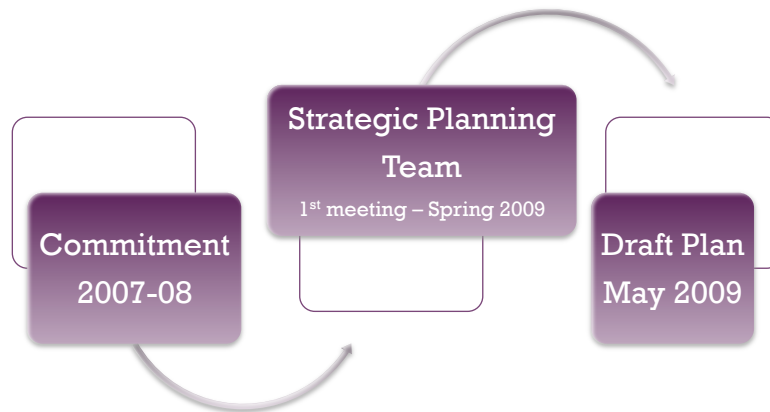 Commitment
2007-08
Strategic Planning
Team
1st meeting – Spring 2009
Draft Plan
May 2009